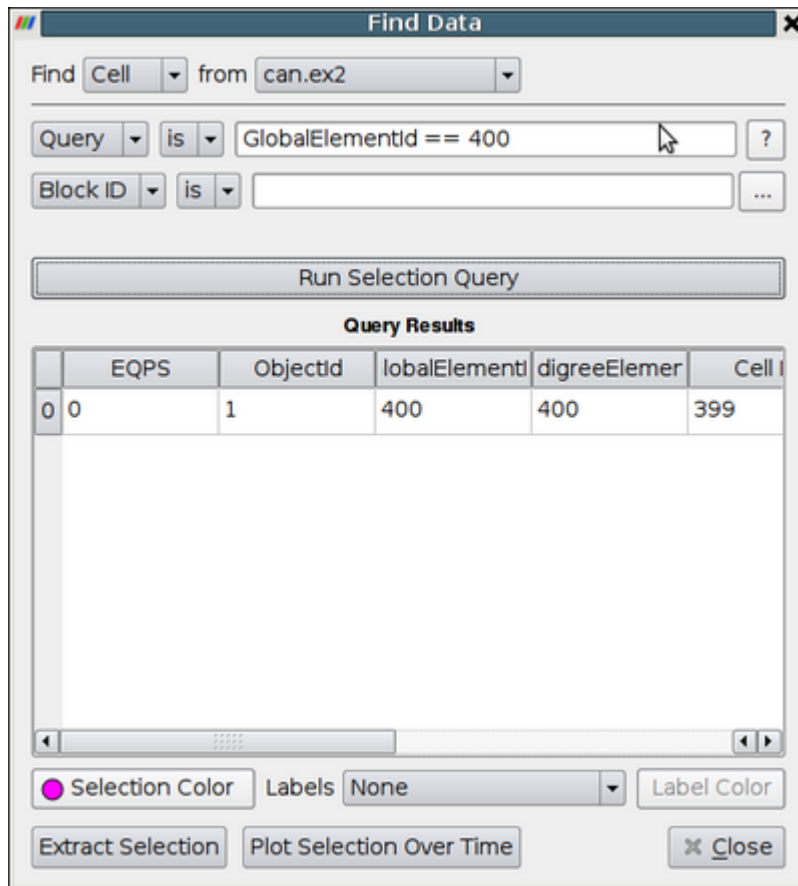 Find Data
Find Cell from can.ex2
Query is GlobalElementId == 400 ?
Block ID is ...
Run Selection Query
Query Results
EQPS ObjectId lobalElementI digreeElemer Cell I
0 0 1 400 400 399
Selection Color Labels None Label Color
Extract Selection Plot Selection Over Time Close